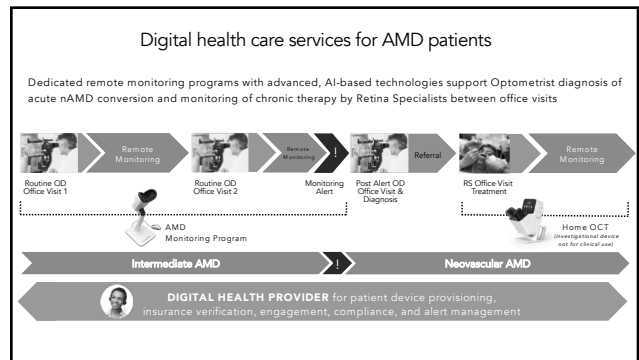 Digital health care services for AMD patients
Dedicated remote monitoring programs with advanced, AI-based technologies support Optometrist diagnosis of
acute nAMD conversion and monitoring of chronic therapy by Retina Specialists between office visits
Remote
Monitoring
Remote
Monitoring
!
Referral
Remote
Monitoring
Routine OD
Office Visit 1
Routine OD
Office Visit 2
Monitoring
Alert
Post Alert OD
Office Visit &
Diagnosis
RS Office Visit
Treatment
AMD
Monitoring Program
Home OCT
(investigational device
not for clinical use)
Intermediate AMD
!
Neovascular AMD
DIGITAL HEALTH PROVIDER for patient device provisioning,
insurance verification, engagement, compliance, and alert management